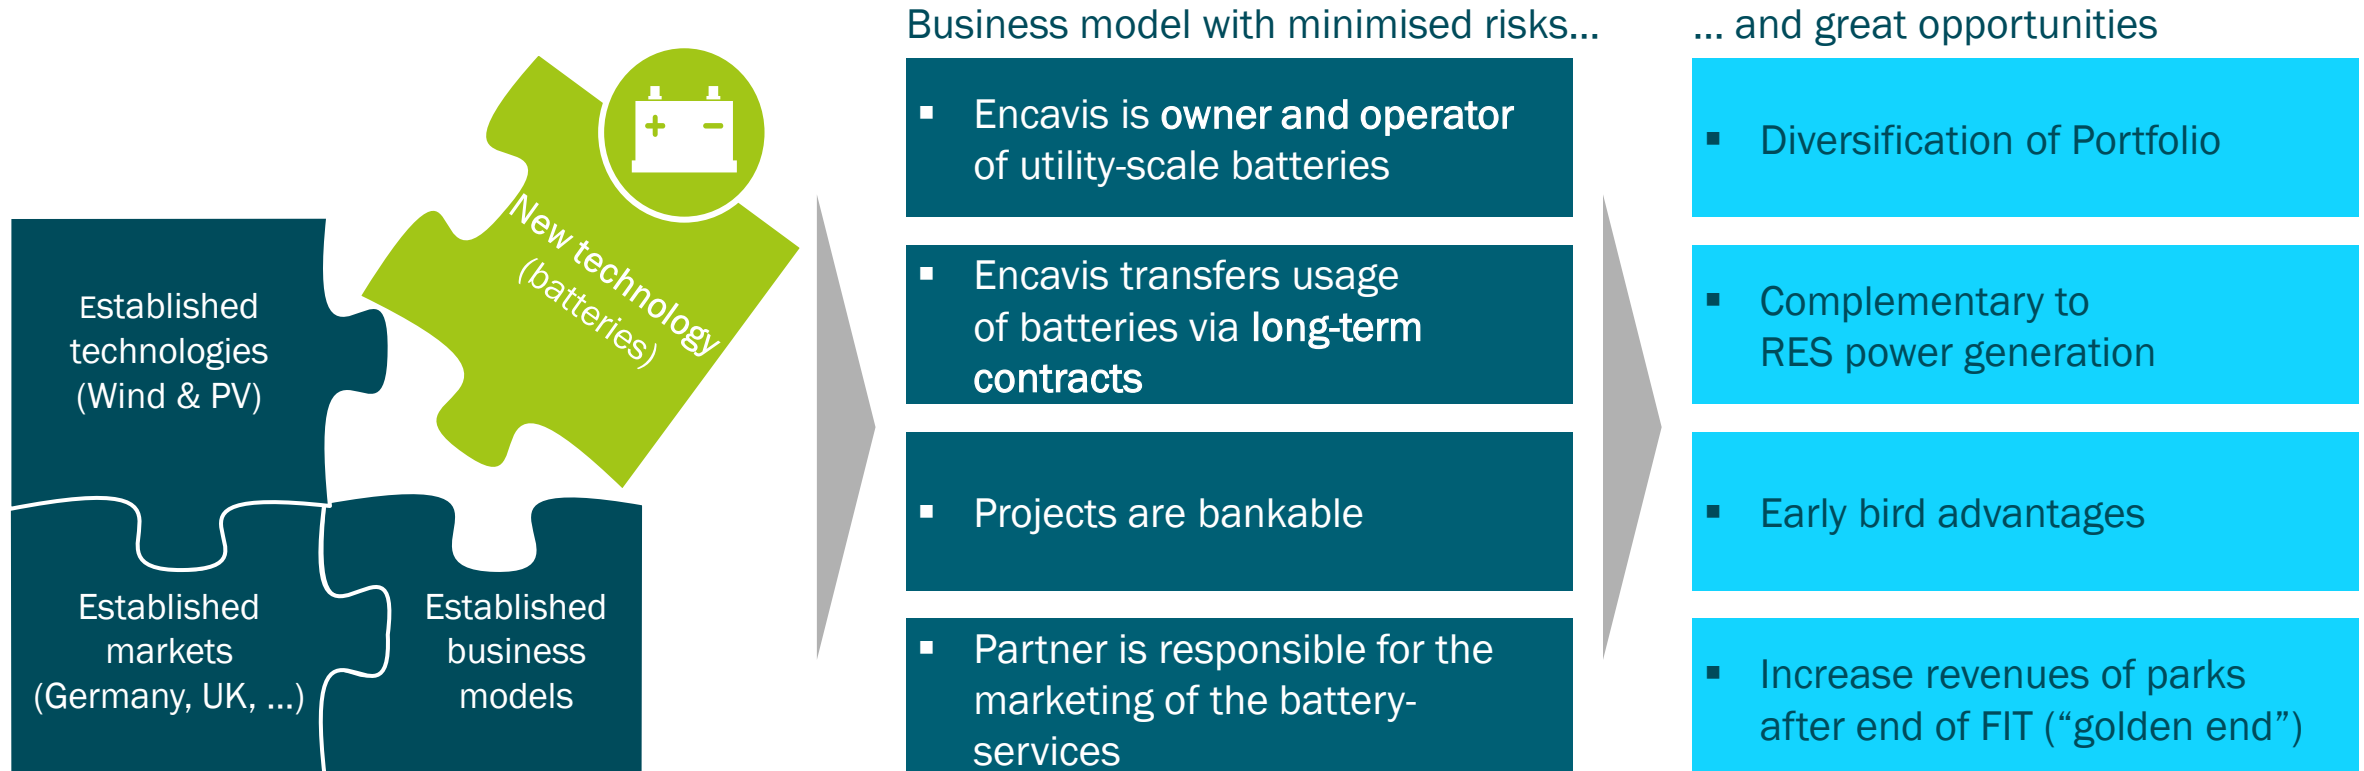 New technology
(batteries)
Established
technologies
(Wind & PV)
Established
markets
(Germany, UK, ...)
Established
business
models
Business model with minimised risks...
Encavis is owner and operator
of utility-scale batteries
Encavis transfers usage
of batteries via long-term
contracts
Projects are bankable
Partner is responsible for the
marketing of the battery-
services
... and great opportunities
Diversification of Portfolio
Complementary to
RES power generation
Early bird advantages
Increase revenues of parks
after end of FIT (“golden end”)